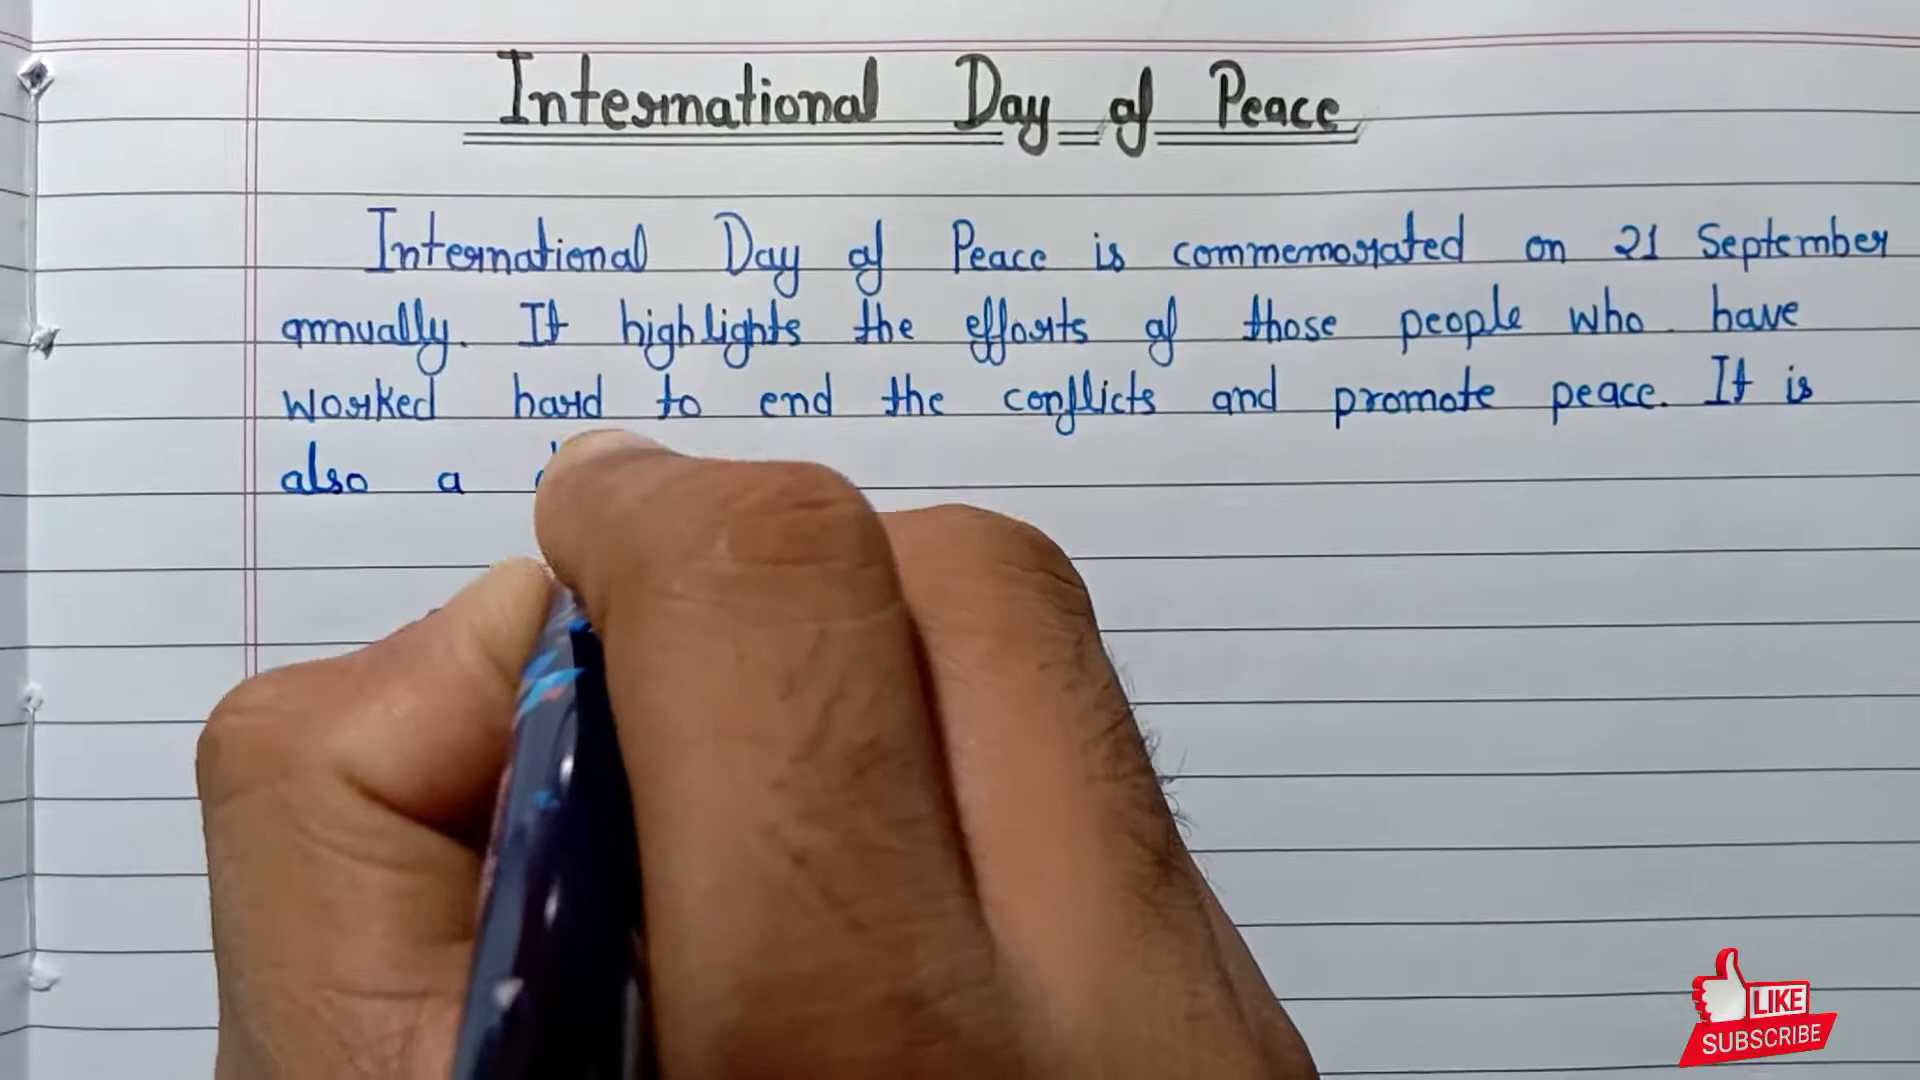 International Day of Peace
International Day of Peace is commemorated on 21 September
annually. It highlights the efforts of those people who have
worked hard to end the conflicts and promote peace. It is
also a
LIKE
SUBSCRIBE